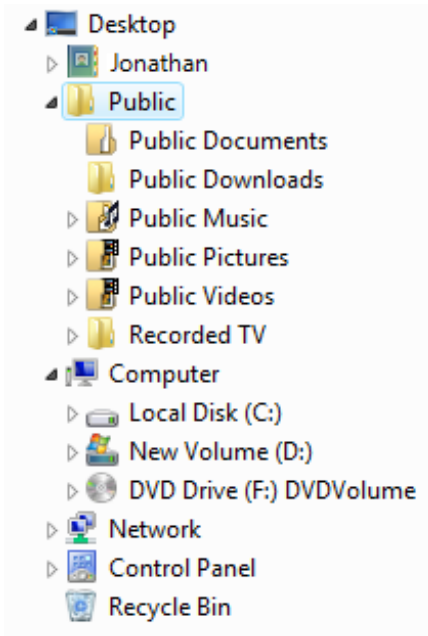 Desktop
Jonathan
Public
Public Documents
Public Downloads
Public Music
Public Pictures
Public Videos
Recorded TV
Computer
Local Disk (C:)
New Volume (D:)
DVD Drive (F:) DVDVolume
Network
Control Panel
Recycle Bin